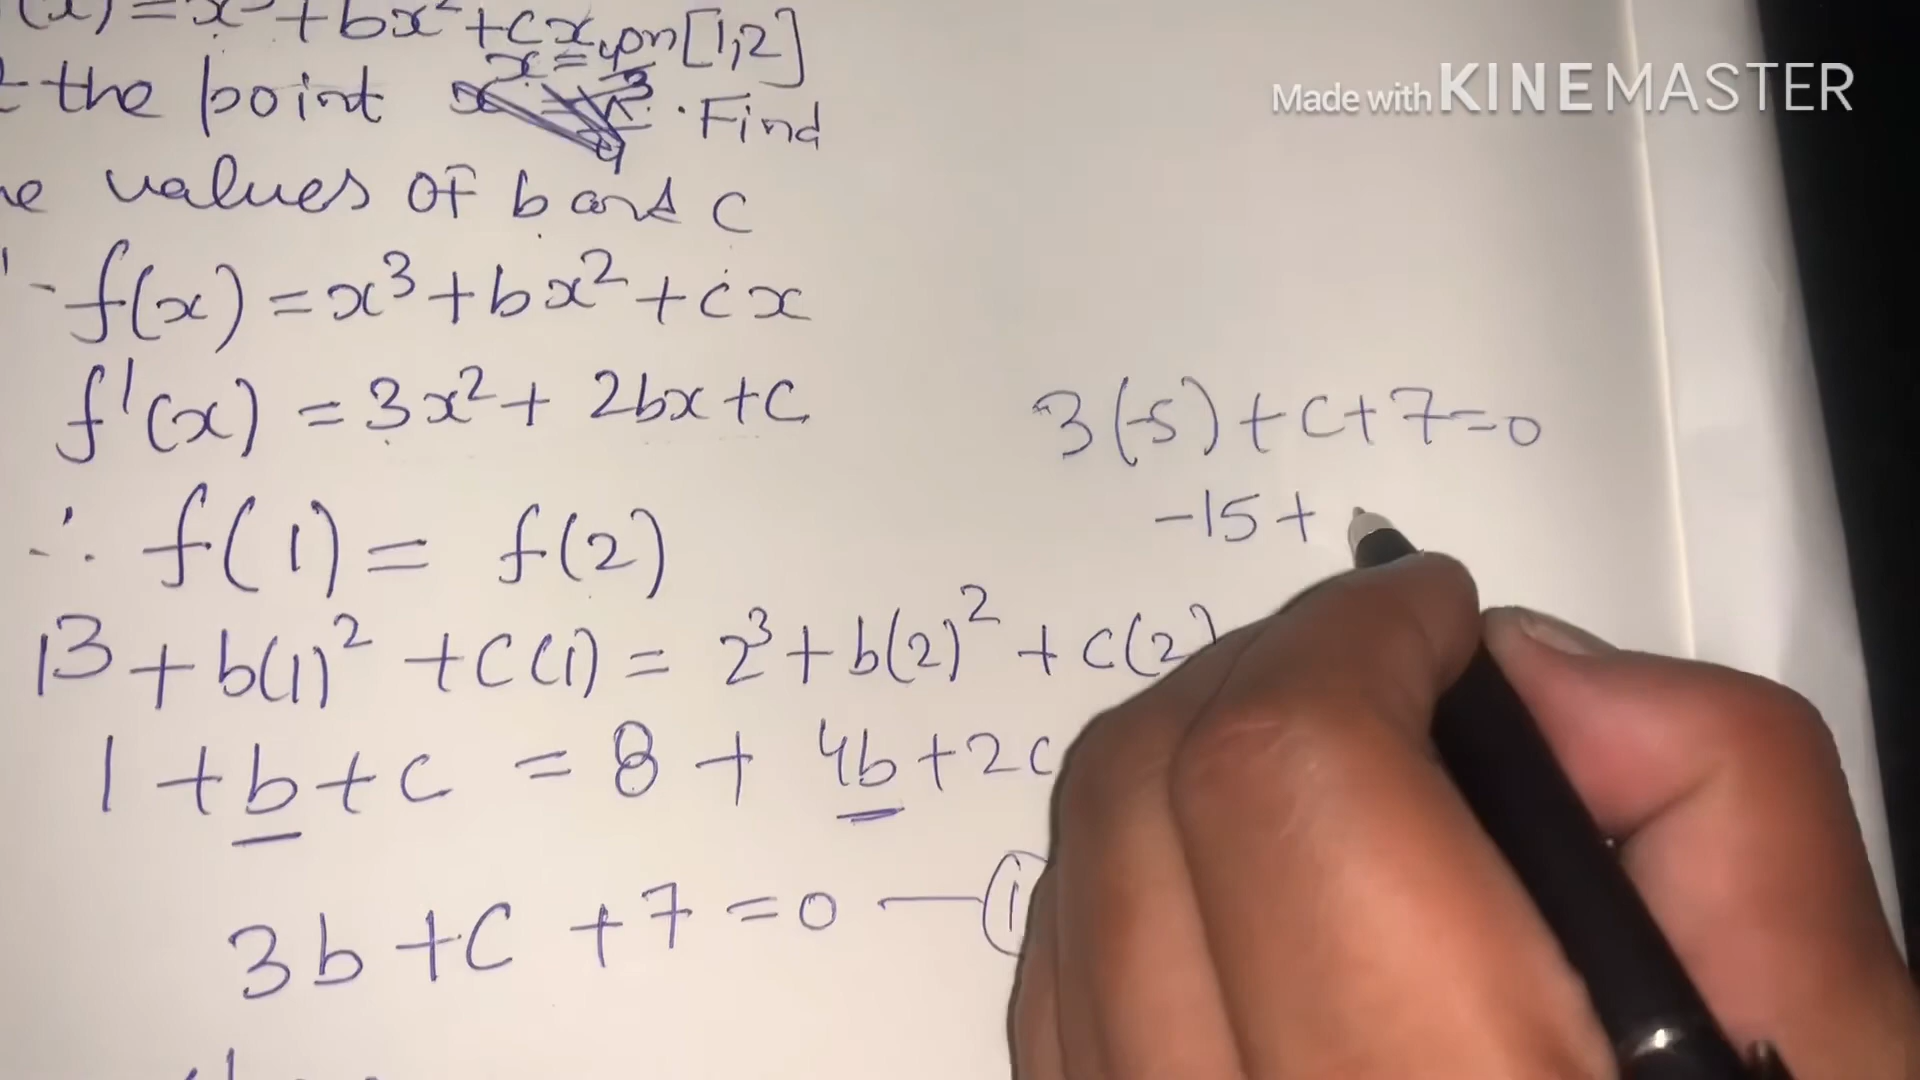 (x)=x³+bx²+cx, on [1,2]
x = 4/3
the point . Find
values of b and c
f(x) = x³ + bx² + cx
f'(x) = 3x² + 2bx + c
∴ f(1) = f(2)
1³ + b(1)² + c(1) = 2³ + b(2)² + c(2)
1 + b + c = 8 + 4b + 2c
3b + c + 7 = 0 — (1
3(-5) + c + 7 = 0
-15 +
Made with KINEMASTER